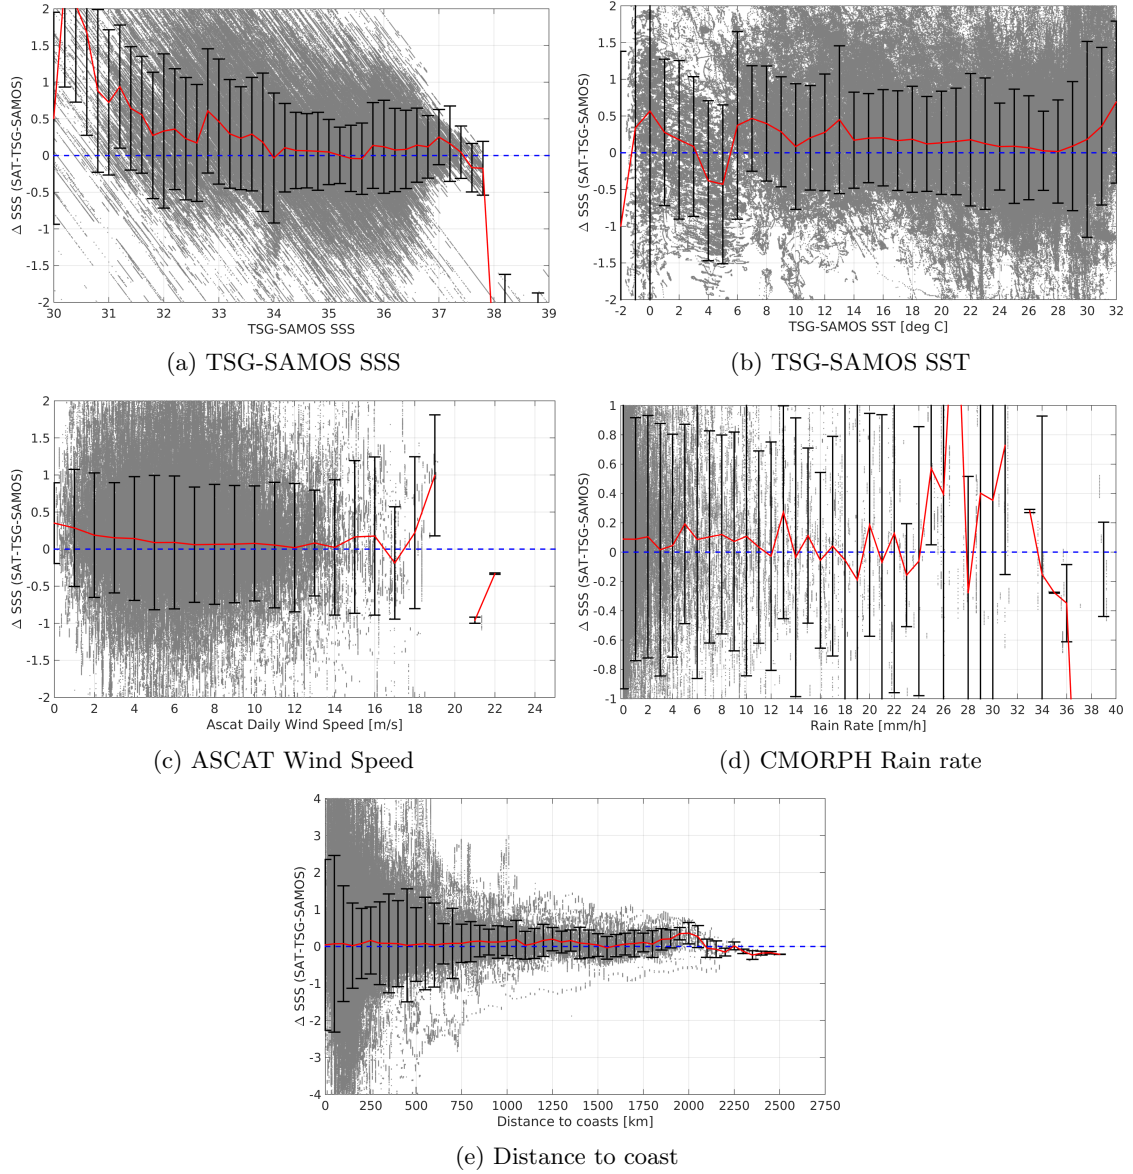 2
1.5
1
0.5
0
-0.5
-1
-1.5
-2
Δ SSS (SAT-TSG-SAMOS)
30 31 32 33 34 35 36 37 38 39
TSG-SAMOS SSS
(a) TSG-SAMOS SSS
2
1.5
1
0.5
0
-0.5
-1
-1.5
-2
Δ SSS (SAT-TSG-SAMOS)
-2 0 2 4 6 8 10 12 14 16 18 20 22 24 26 28 30 32
TSG-SAMOS SST [deg C]
(b) TSG-SAMOS SST
2
1.5
1
0.5
0
-0.5
-1
-1.5
-2
Δ SSS (SAT-TSG-SAMOS)
0 2 4 6 8 10 12 14 16 18 20 22 24
Ascat Daily Wind Speed [m/s]
(c) ASCAT Wind Speed
1
0.8
0.6
0.4
0.2
0
-0.2
-0.4
-0.6
-0.8
-1
Δ SSS (SAT-TSG-SAMOS)
0 2 4 6 8 10 12 14 16 18 20 22 24 26 28 30 32 34 36 38 40
Rain Rate [mm/h]
(d) CMORPH Rain rate
4
3
2
1
0
-1
-2
-3
-4
Δ SSS (SAT-TSG-SAMOS)
0 250 500 750 1000 1250 1500 1750 2000 2250 2500 2750
Distance to coasts [km]
(e) Distance to coast